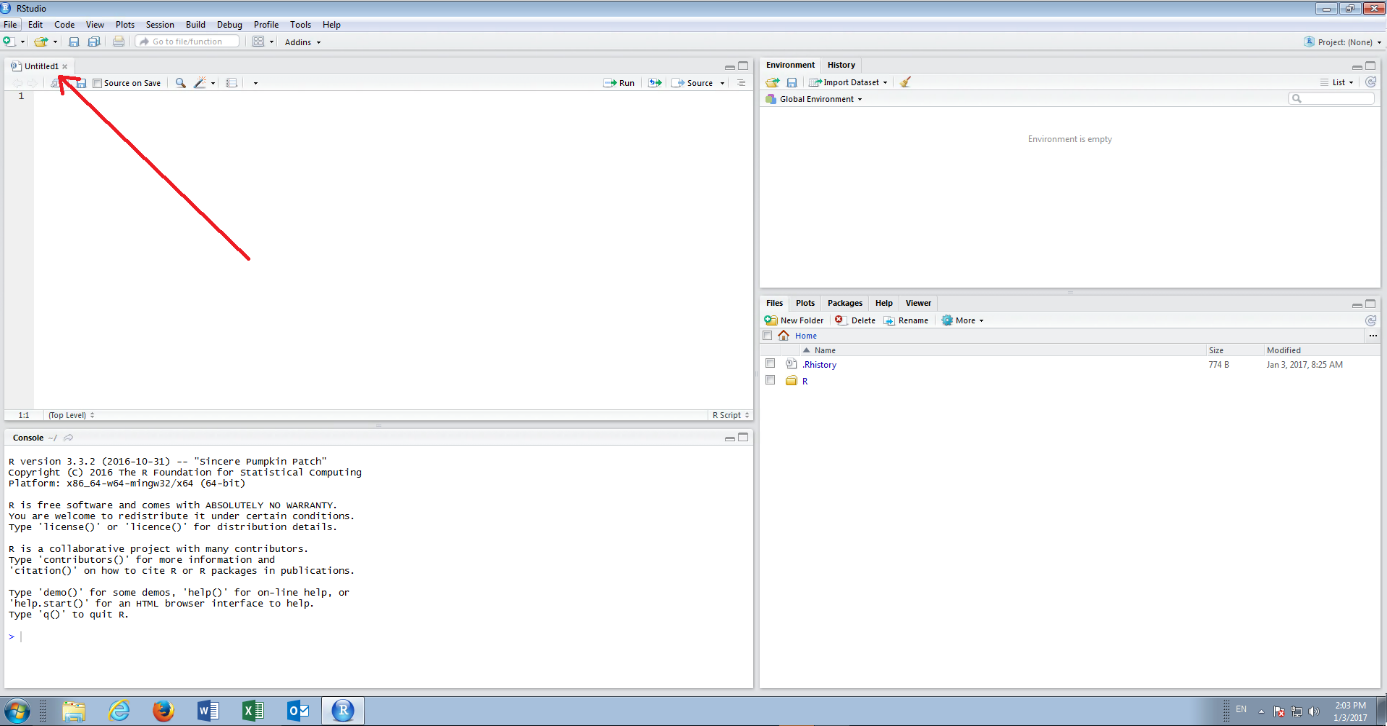 RStudio
File Edit Code View Plots Session Build Debug Profile Tools Help
Go to file/function Addins Project: (None)
Untitled1
Source on Save Run Source
1
1:1 (Top Level) R Script
Console ~/
R version 3.3.2 (2016-10-31) -- "Sincere Pumpkin Patch"
Copyright (C) 2016 The R Foundation for Statistical Computing
Platform: x86_64-w64-mingw32/x64 (64-bit)
R is free software and comes with ABSOLUTELY NO WARRANTY.
You are welcome to redistribute it under certain conditions.
Type 'license()' or 'licence()' for distribution details.
R is a collaborative project with many contributors.
Type 'contributors()' for more information and
'citation()' on how to cite R or R packages in publications.
Type 'demo()' for some demos, 'help()' for on-line help, or
'help.start()' for an HTML browser interface to help.
Type 'q()' to quit R.
>
Environment History
Import Dataset List
Global Environment
Environment is empty
Files Plots Packages Help Viewer
New Folder Delete Rename More
Home ...
Name Size Modified
.Rhistory 774 B Jan 3, 2017, 8:25 AM
R
EN 2:03 PM
1/3/2017